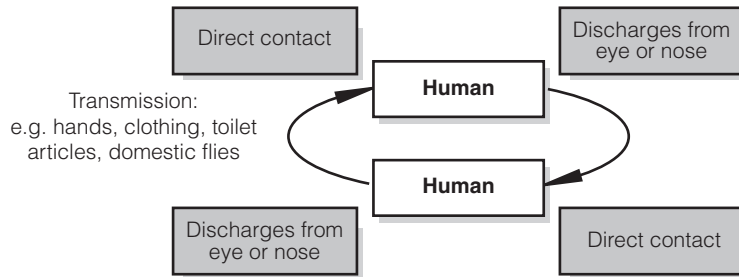 Direct contact
Discharges from
eye or nose
Human
Transmission:
e.g. hands, clothing, toilet
articles, domestic flies
Human
Discharges from
eye or nose
Direct contact